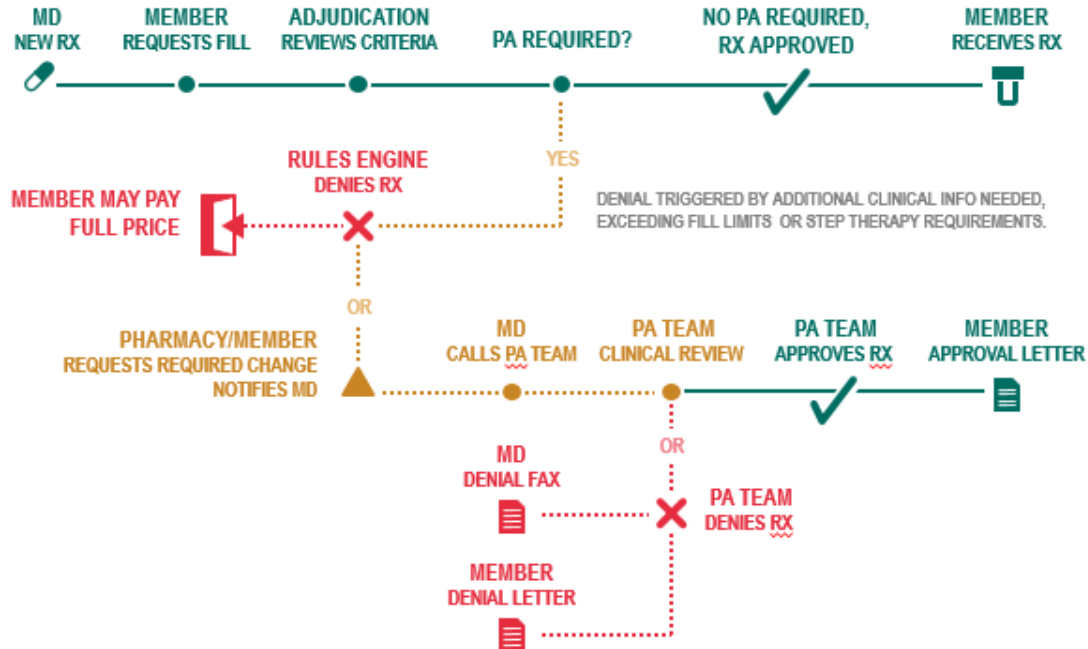 MD
NEW RX
MEMBER
REQUESTS FILL
ADJUDICATION
REVIEWS CRITERIA
PA REQUIRED?
NO PA REQUIRED,
RX APPROVED
MEMBER
RECEIVES RX
YES
RULES ENGINE
DENIES RX
MEMBER MAY PAY
FULL PRICE
DENIAL TRIGGERED BY ADDITIONAL CLINICAL INFO NEEDED,
EXCEEDING FILL LIMITS OR STEP THERAPY REQUIREMENTS.
OR
PHARMACY/MEMBER
REQUESTS REQUIRED CHANGE
NOTIFIES MD
MD
CALLS PA TEAM
PA TEAM
CLINICAL REVIEW
PA TEAM
APPROVES RX
MEMBER
APPROVAL LETTER
OR
MD
DENIAL FAX
PA TEAM
DENIES RX
MEMBER
DENIAL LETTER